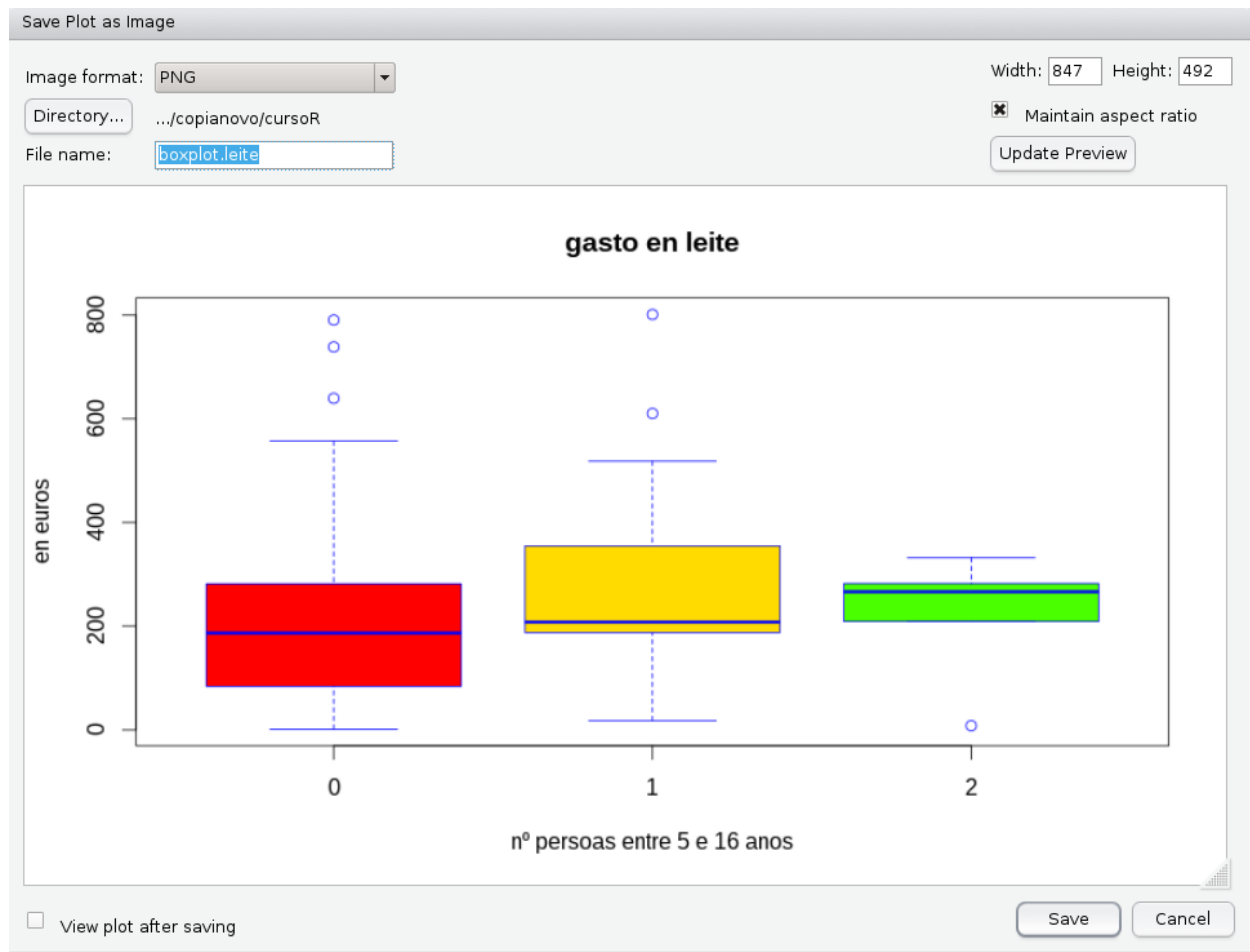 Save Plot as Image
Image format: PNG
Width: 847 Height: 492
Directory... .../copianovo/cursoR
Maintain aspect ratio
File name: boxplot.leite
Update Preview
gasto en leite
800
600
400
200
0
en euros
0 1 2
nº persoas entre 5 e 16 anos
View plot after saving
Save Cancel